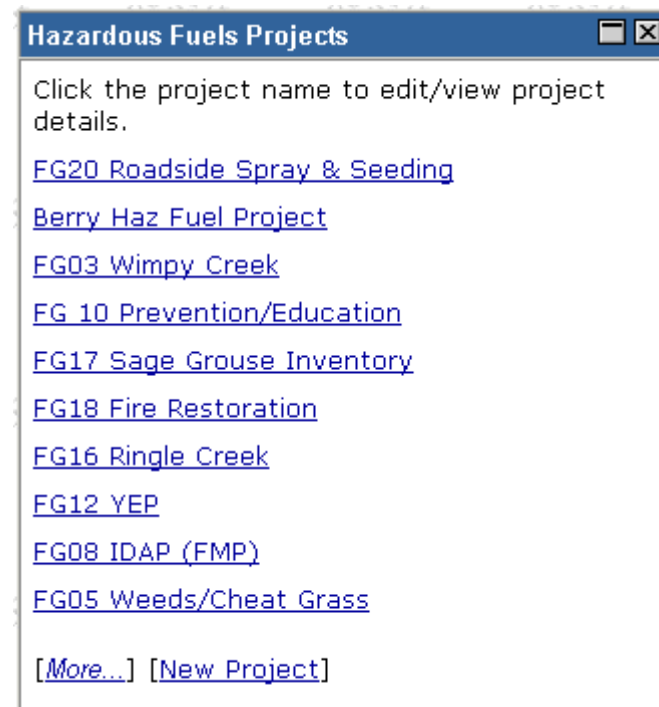 Hazardous Fuels Projects
Click the project name to edit/view project
details.
FG20 Roadside Spray & Seeding
Berry Haz Fuel Project
FG03 Wimpy Creek
FG 10 Prevention/Education
FG17 Sage Grouse Inventory
FG18 Fire Restoration
FG16 Ringle Creek
FG12 YEP
FG08 IDAP (FMP)
FG05 Weeds/Cheat Grass
[More...] [New Project]